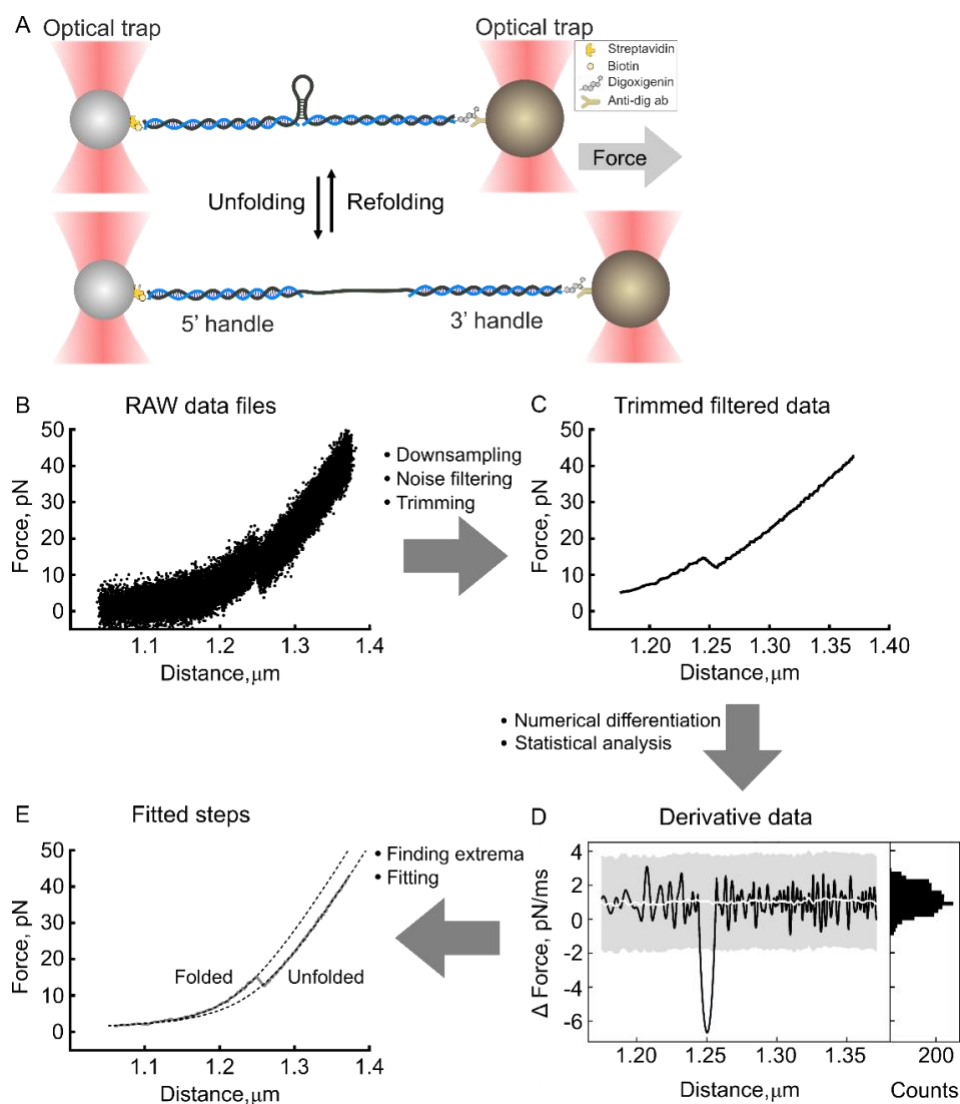 A
Optical trap
Optical trap
Streptavidin
Biotin
Digoxigenin
Anti-dig ab
Force
Unfolding
Refolding
5' handle
3' handle
B
RAW data files
Force, pN
50
40
30
20
10
0
1.1 1.2 1.3 1.4
Distance,μm
• Downsampling
• Noise filtering
• Trimming
C
Trimmed filtered data
Force, pN
50
40
30
20
10
0
1.20 1.25 1.30 1.35 1.40
Distance,μm
• Numerical differentiation
• Statistical analysis
D
Derivative data
Δ Force, pN/ms
4
2
0
-2
-4
-6
1.20 1.25 1.30 1.35
Distance,μm
200
Counts
E
Fitted steps
Force, pN
50
40
30
20
10
0
Folded
Unfolded
1.1 1.2 1.3 1.4
Distance,μm
• Finding extrema
• Fitting